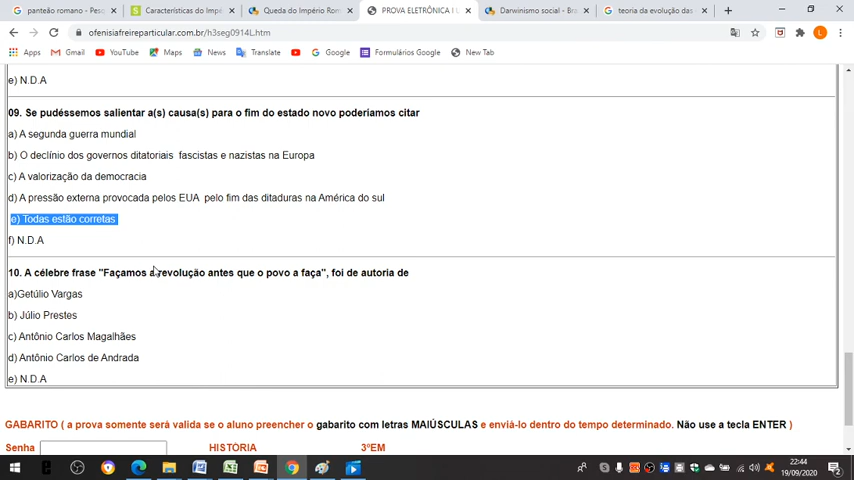 panteão romano - Pesq
Características do Impé
Queda do Império Rom
PROVA ELETRÔNICA I L
Darwinismo social - Bra
teoria da evolução das
ofenisiafreireparticular.com.br/h3seg0914L.htm
Apps
Gmail
YouTube
Maps
News
Translate
Google
Formulários Google
New Tab
e) N.D.A
09. Se pudéssemos salientar a(s) causa(s) para o fim do estado novo poderiamos citar
a) A segunda guerra mundial
b) O declínio dos governos ditatoriais fascistas e nazistas na Europa
c) A valorização da democracia
d) A pressão externa provocada pelos EUA pelo fim das ditaduras na América do sul
e) Todas estão corretas
f) N.D.A
10. A célebre frase "Façamos a revolução antes que o povo a faça", foi de autoria de
a)Getúlio Vargas
b) Júlio Prestes
c) Antônio Carlos Magalhães
d) Antônio Carlos de Andrada
e) N.D.A
GABARITO ( a prova somente será valida se o aluno preencher o gabarito com letras MAIÚSCULAS e enviá-lo dentro do tempo determinado. Não use a tecla ENTER )
Senha
HISTÓRIA
3ºEM
22:44
19/09/2020